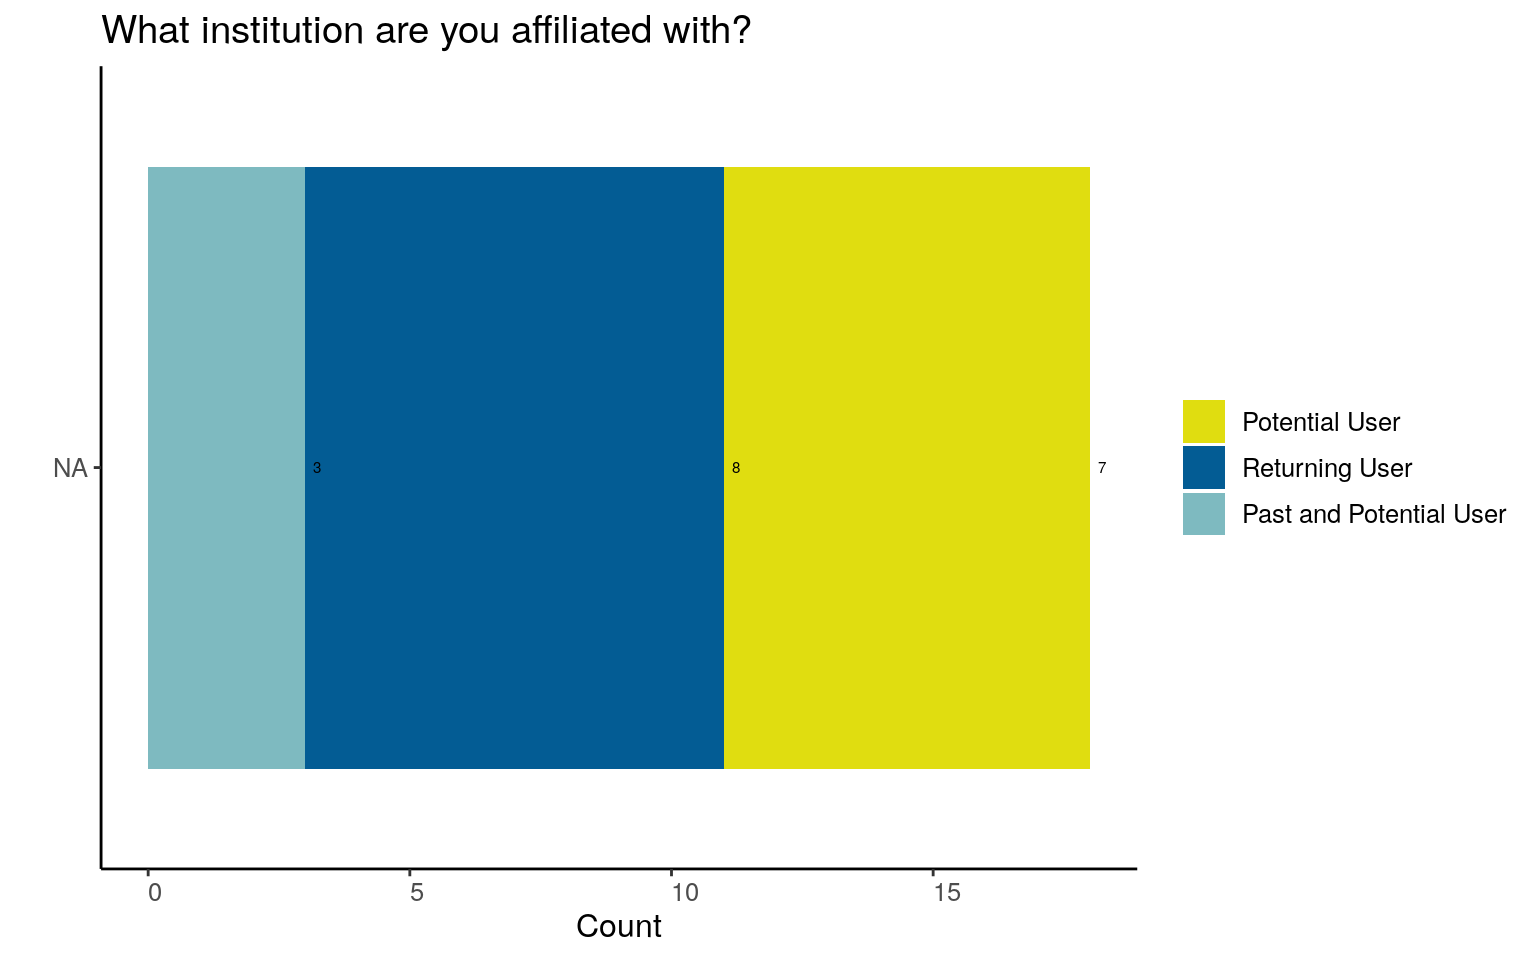 What institution are you affiliated with?
NA
3
8
7
Potential User
Returning User
Past and Potential User
0
5
10
15
Count